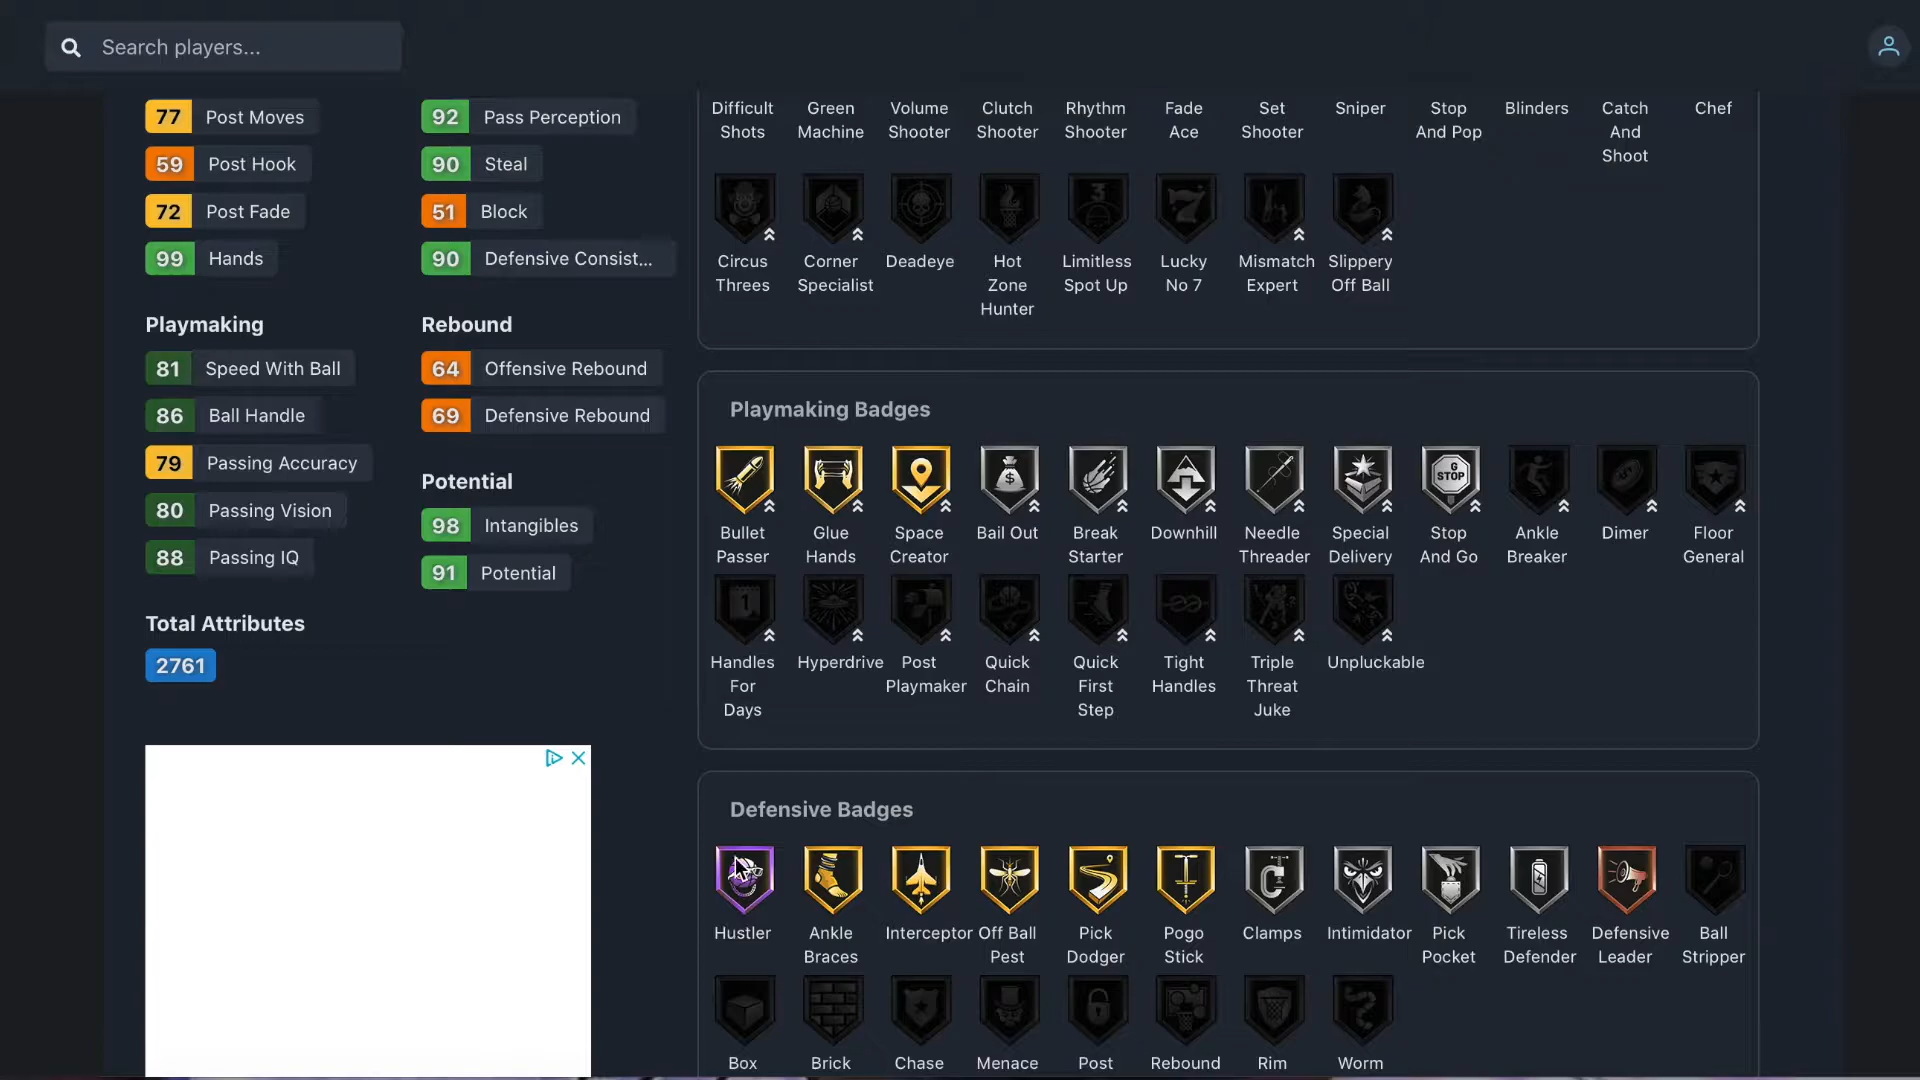 Search players...
77 Post Moves
59 Post Hook
72 Post Fade
99 Hands
Playmaking
81 Speed With Ball
86 Ball Handle
79 Passing Accuracy
80 Passing Vision
88 Passing IQ
Total Attributes
2761
92 Pass Perception
90 Steal
51 Block
90 Defensive Consist...
Rebound
64 Offensive Rebound
69 Defensive Rebound
Potential
98 Intangibles
91 Potential
Difficult Green Volume Clutch Rhythm Fade Set Sniper Stop Blinders Catch Chef
Shots Machine Shooter Shooter Shooter Ace Shooter And Pop And
Shoot
3 7
Circus Corner Deadeye Hot Limitless Lucky Mismatch Slippery
Threes Specialist Zone Spot Up No 7 Expert Off Ball
Hunter
Playmaking Badges
$ G
STOP
Bullet Glue Space Bail Out Break Downhill Needle Special Stop Ankle Dimer Floor
Passer Hands Creator Starter Threader Delivery And Go Breaker General
1
Handles Hyperdrive Post Quick Quick Tight Triple Unpluckable
For Playmaker Chain First Handles Threat
Days Step Juke
Defensive Badges
Hustler Ankle Interceptor Off Ball Pick Pogo Clamps Intimidator Pick Tireless Defensive Ball
Braces Pest Dodger Stick Pocket Defender Leader Stripper
Box Brick Chase Menace Post Rebound Rim Worm